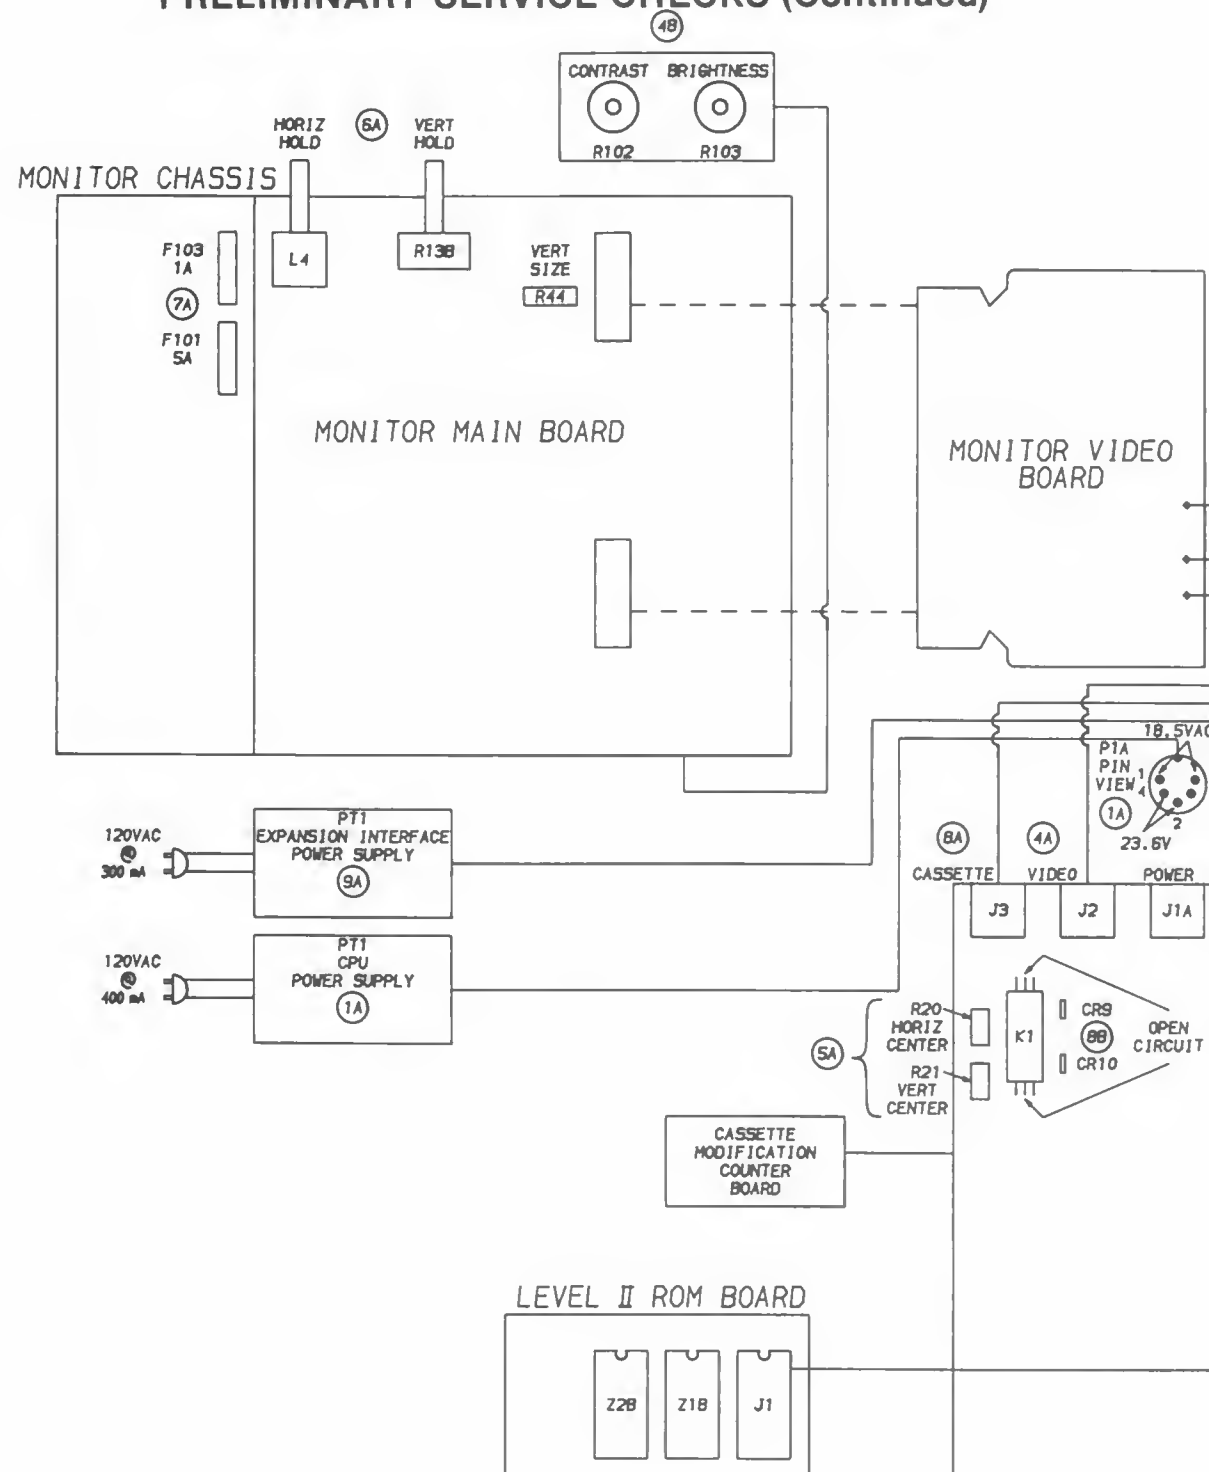 PRELIMINARY SERVICE CHECKS (Continued)
4B
CONTRAST BRIGHTNESS
R102 R103
HORIZ HOLD
6A
VERT HOLD
MONITOR CHASSIS
F103
1A
7A
F101
5A
L4
R138
VERT
SIZE
R44
MONITOR MAIN BOARD
MONITOR VIDEO
BOARD
18.5VAC
P1A
PIN
VIEW
1
4
1A
2
23.6V
120VAC
300 mA
PT1
EXPANSION INTERFACE
POWER SUPPLY
9A
8A
4A
CASSETTE VIDEO POWER
J3 J2 J1A
120VAC
400 mA
PT1
CPU
POWER SUPPLY
1A
5A
R20
HORIZ
CENTER
R21
VERT
CENTER
K1
CR9
8B
CR10
OPEN
CIRCUIT
CASSETTE
MODIFICATION
COUNTER
BOARD
LEVEL II ROM BOARD
Z2B Z1B J1